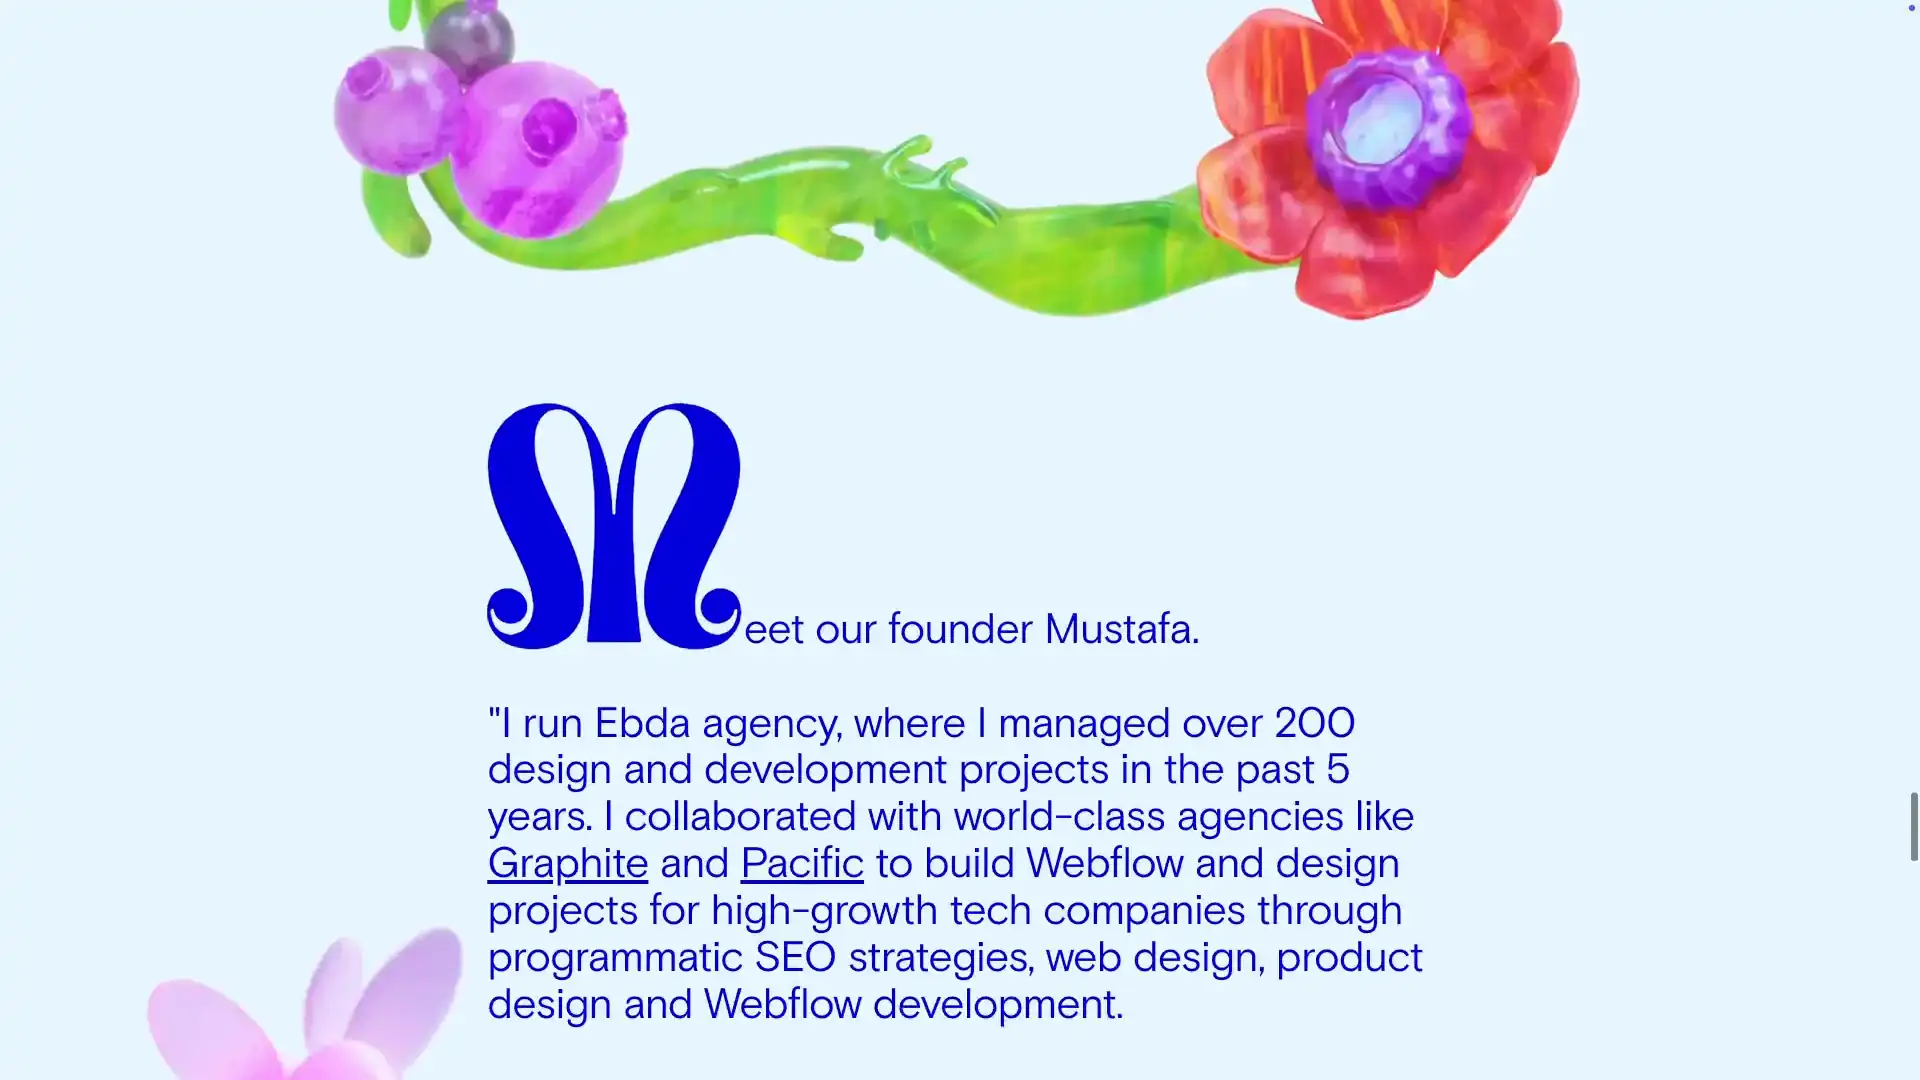 Meet our founder Mustafa.
"I run Ebda agency, where I managed over 200
design and development projects in the past 5
years. I collaborated with world-class agencies like
Graphite and Pacific to build Webflow and design
projects for high-growth tech companies through
programmatic SEO strategies, web design, product
design and Webflow development.